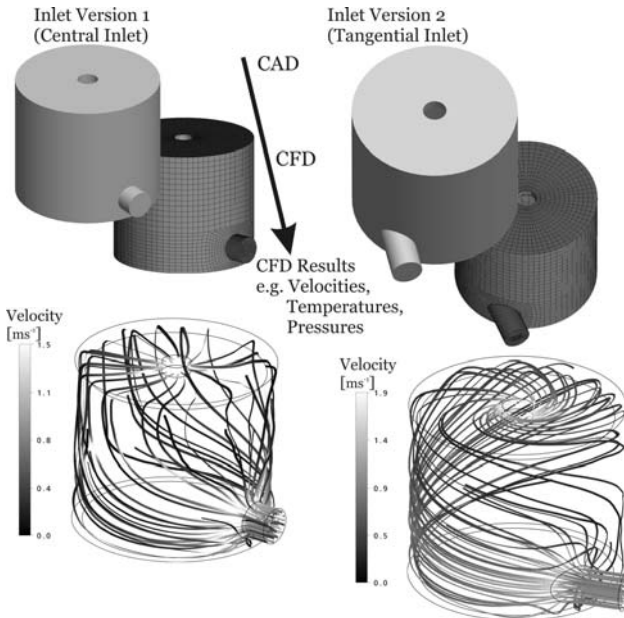 Inlet Version 1
(Central Inlet)
Inlet Version 2
(Tangential Inlet)
CAD
CFD
CFD Results
e.g. Velocities,
Temperatures,
Pressures
Velocity
[ms⁻¹]
1.5
1.1
0.8
0.4
0.0
Velocity
[ms⁻¹]
1.9
1.4
0.9
0.5
0.0